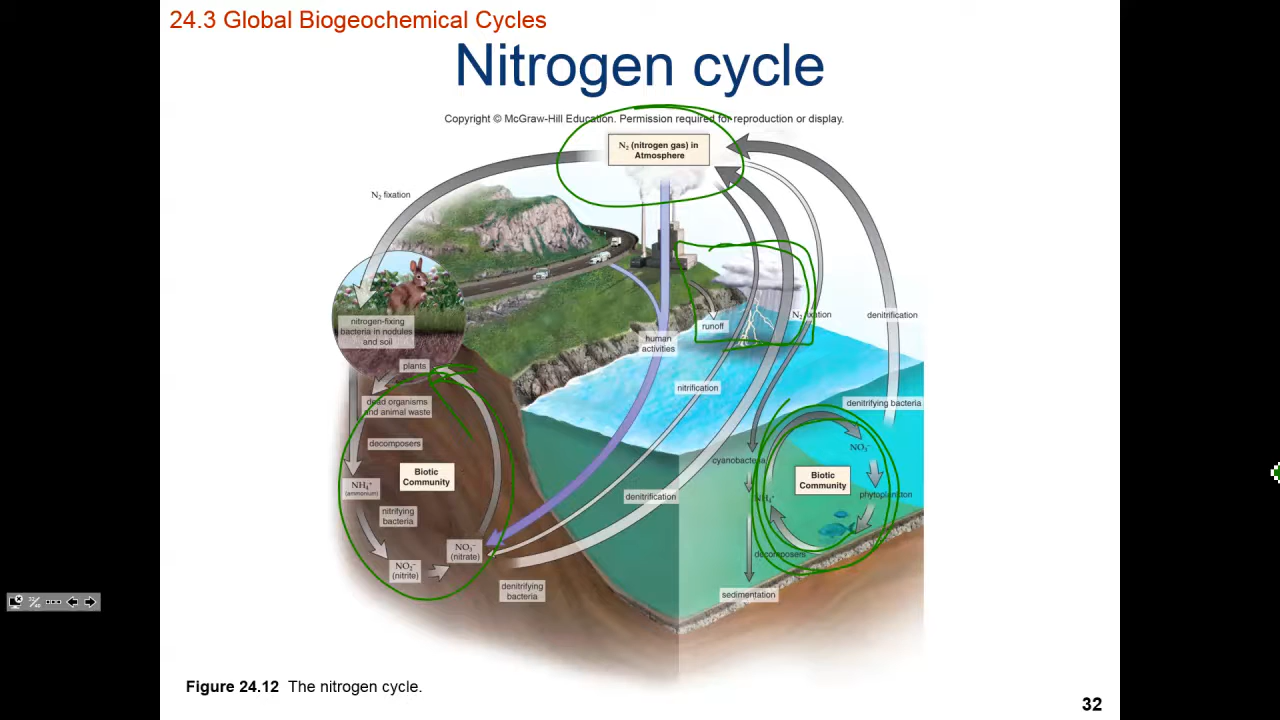 24.3 Global Biogeochemical Cycles
Nitrogen cycle
Copyright © McGraw-Hill Education. Permission required for reproduction or display.
N₂ (nitrogen gas) in
Atmosphere
N₂ fixation
nitrogen-fixing
bacteria in nodules
and soil
runoff
N₂ fixation
denitrification
human
activities
plants
nitrification
dead organisms
and animal waste
denitrifying bacteria
decomposers
NO₃⁻
cyanobacteria
Biotic
Community
Biotic
Community
NH₄⁺
(ammonium)
denitrification
NH₄⁺
phytoplankton
nitrifying
bacteria
NO₃⁻
(nitrate)
decomposers
NO₂⁻
(nitrite)
denitrifying
bacteria
sedimentation
Figure 24.12 The nitrogen cycle.
32